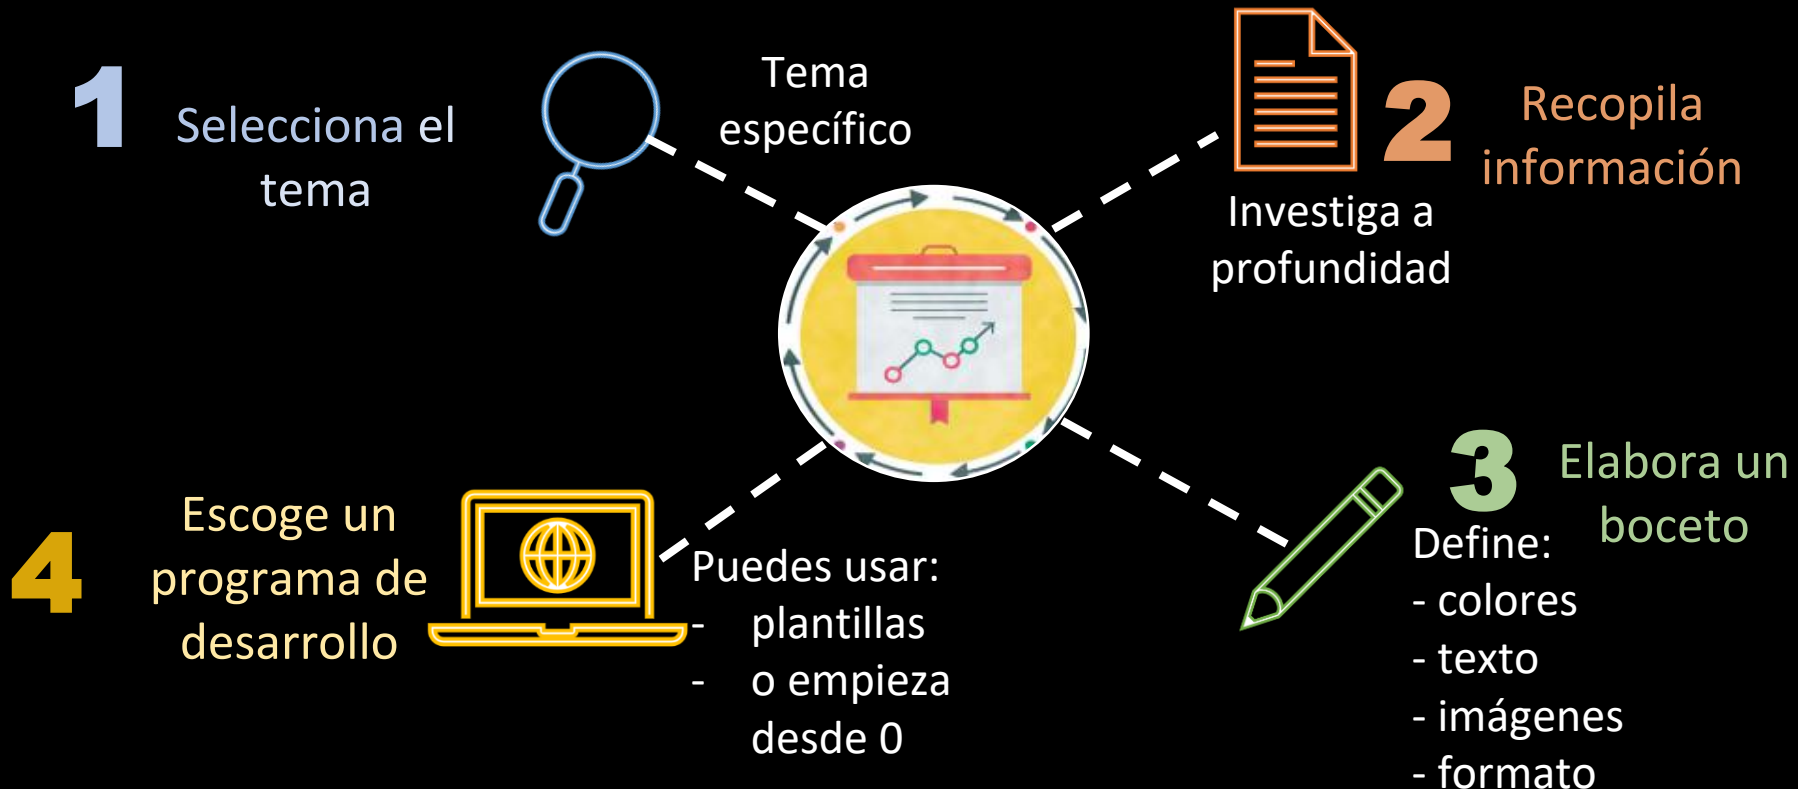 1
Selecciona el
tema
Tema
específico
2
Recopila
información
Investiga a
profundidad
3
Elabora un
boceto
Define:
- colores
- texto
- imágenes
- formato
4
Escoge un
programa de
desarrollo
Puedes usar:
- plantillas
- o empieza
desde 0